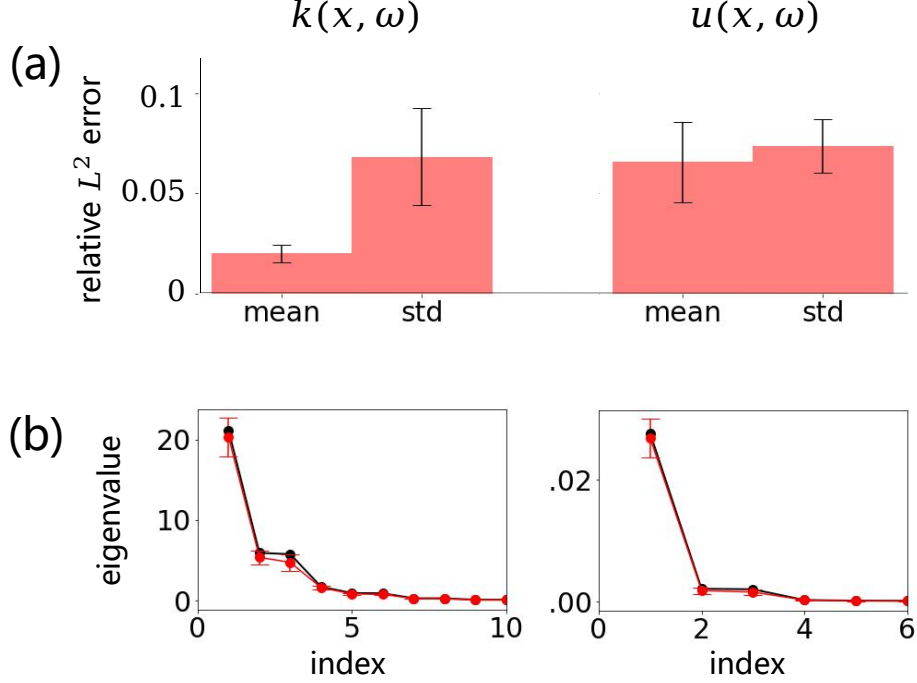 k(x, ω) u(x, ω)
(a)
relative L² error
0.1
0.05
0
mean std mean std
(b)
eigenvalue
20
10
0
0 5 10
index
.02
.00
0 2 4 6
index